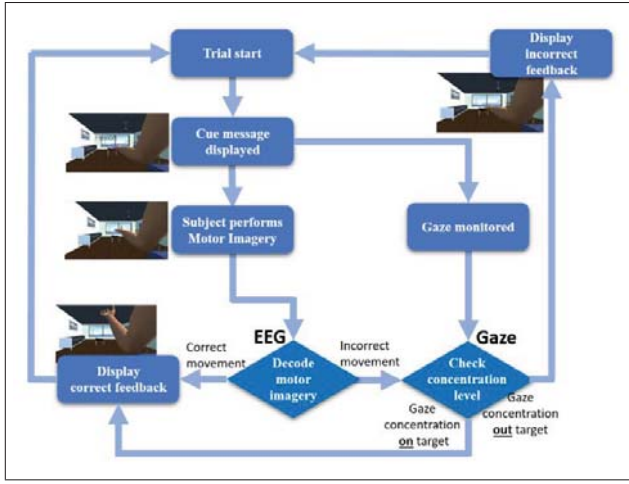 Trial start
Display
incorrect
feedback
Cue message
displayed
Subject performs
Motor Imagery
Gaze monitored
EEG
Gaze
Correct
movement
Incorrect
movement
Display
correct feedback
Decode
motor
imagery
Check
concentration
level
Gaze
concentration
on target
Gaze
concentration
out target